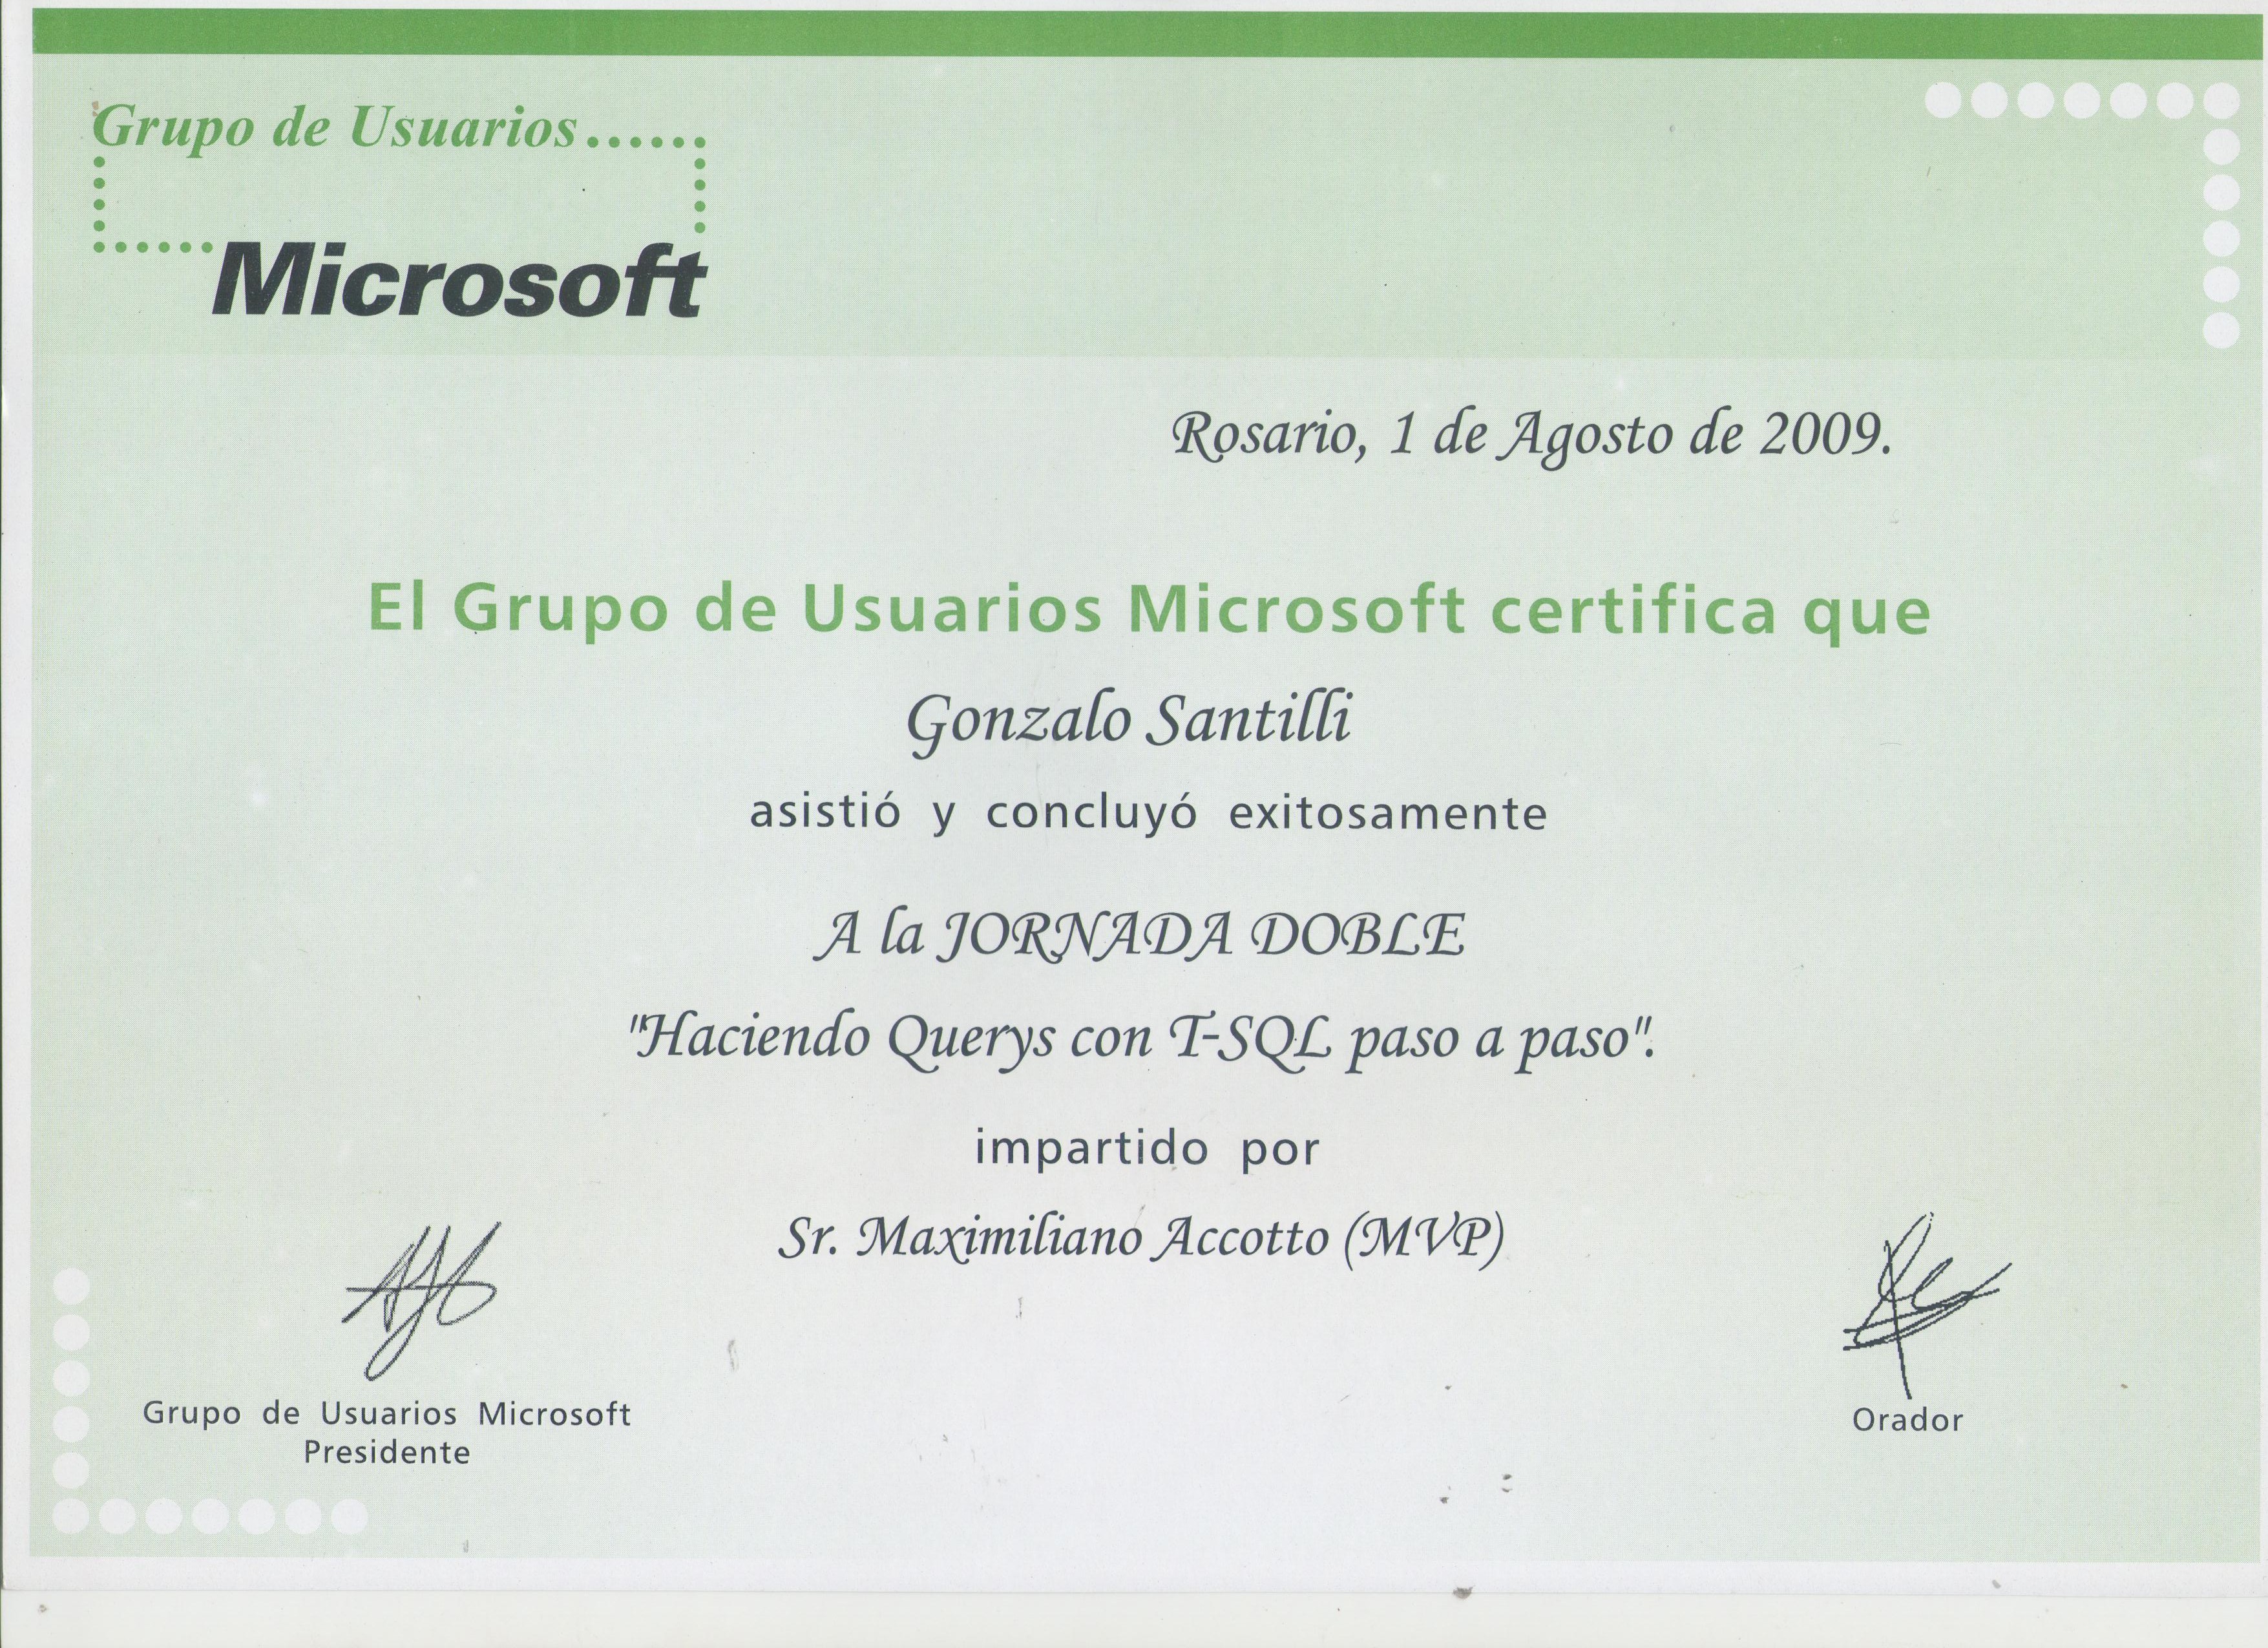 Grupo de Usuarios......
Microsoft
Rosario, 1 de Agosto de 2009.
El Grupo de Usuarios Microsoft certifica que
Gonzalo Santilli
asistió y concluyó exitosamente
A la JORNADA DOBLE
"Haciendo Querys con T-SQL paso a paso".
impartido por
Sr. Maximiliano Accotto (MVP)
Grupo de Usuarios Microsoft
Presidente
Orador